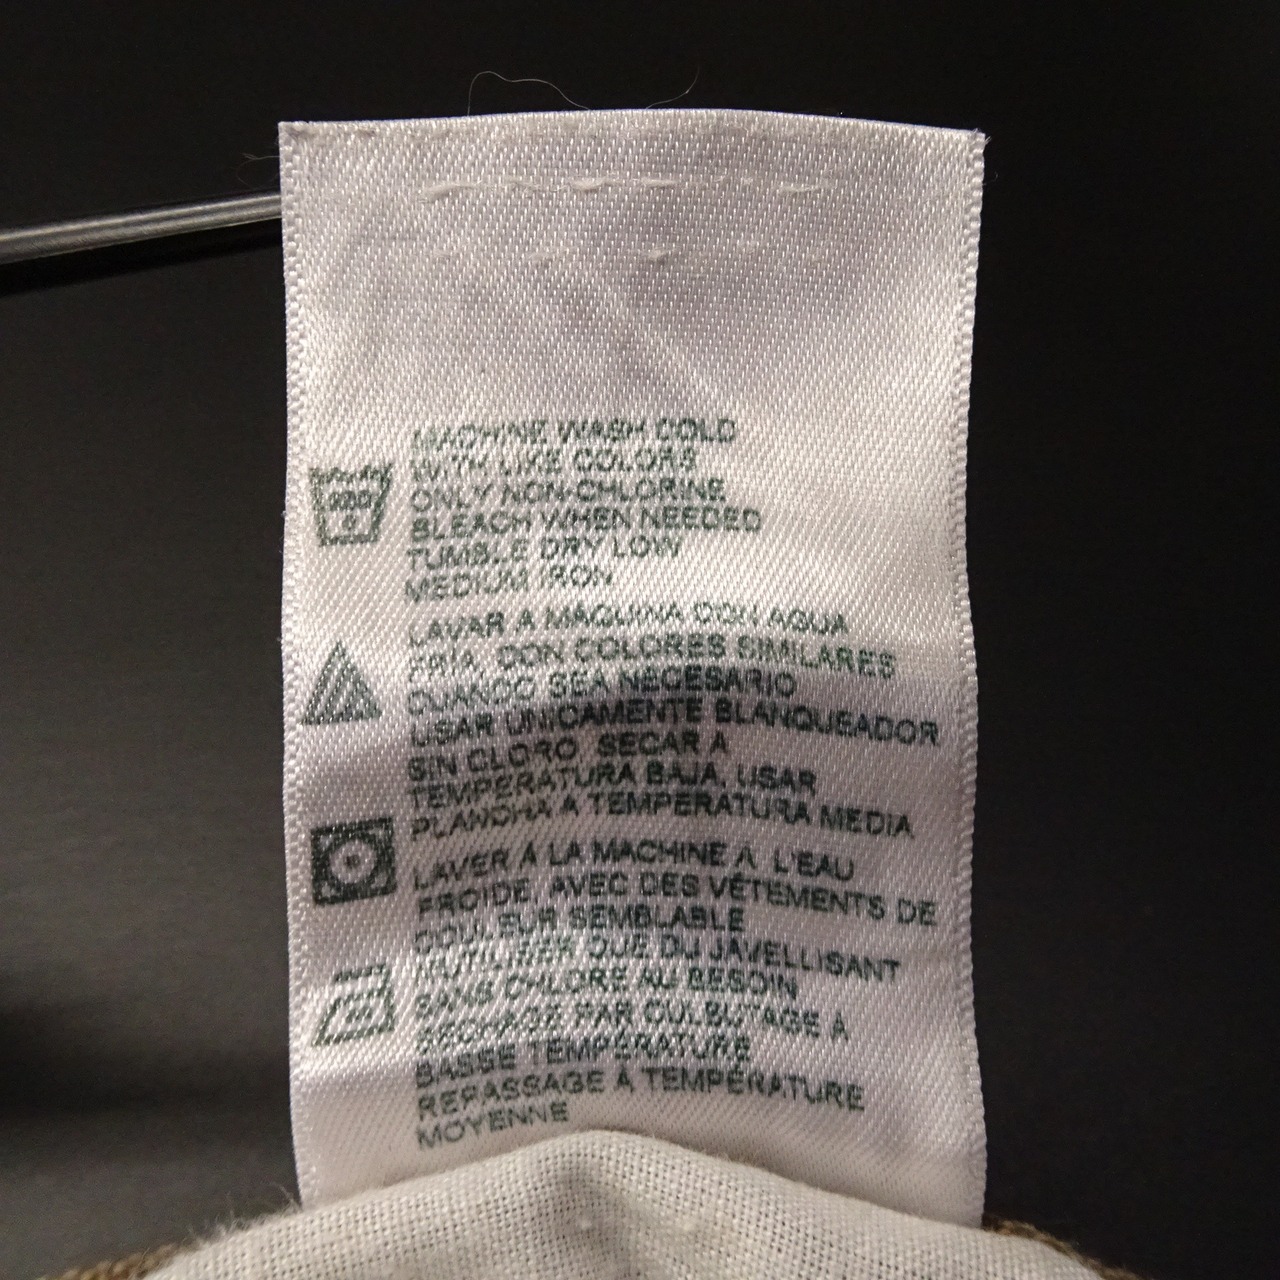 MACHINE WASH COLD
WITH LIKE COLORS
ONLY NON-CHLORINE
BLEACH WHEN NEEDED
TUMBLE DRY LOW
MEDIUM IRON
LAVAR A MAQUINA CON AGUA
FRÍA, CON COLORES SIMILARES
CUANDO SEA NECESARIO
USAR ÚNICAMENTE BLANQUEADOR
SIN CLORO SECAR A
TEMPERATURA BAJA, USAR
PLANCHA A TEMPERATURA MEDIA
LAVER À LA MACHINE À L'EAU
FROIDE, AVEC DES VÊTEMENTS DE
COULEUR SEMBLABLE
N'UTILISER QUE DU JAVELLISANT
SANS CHLORE AU BESOIN
SÉCHAGE PAR CULBUTAGE À
BASSE TEMPÉRATURE
REPASSAGE À TEMPÉRATURE
MOYENNE